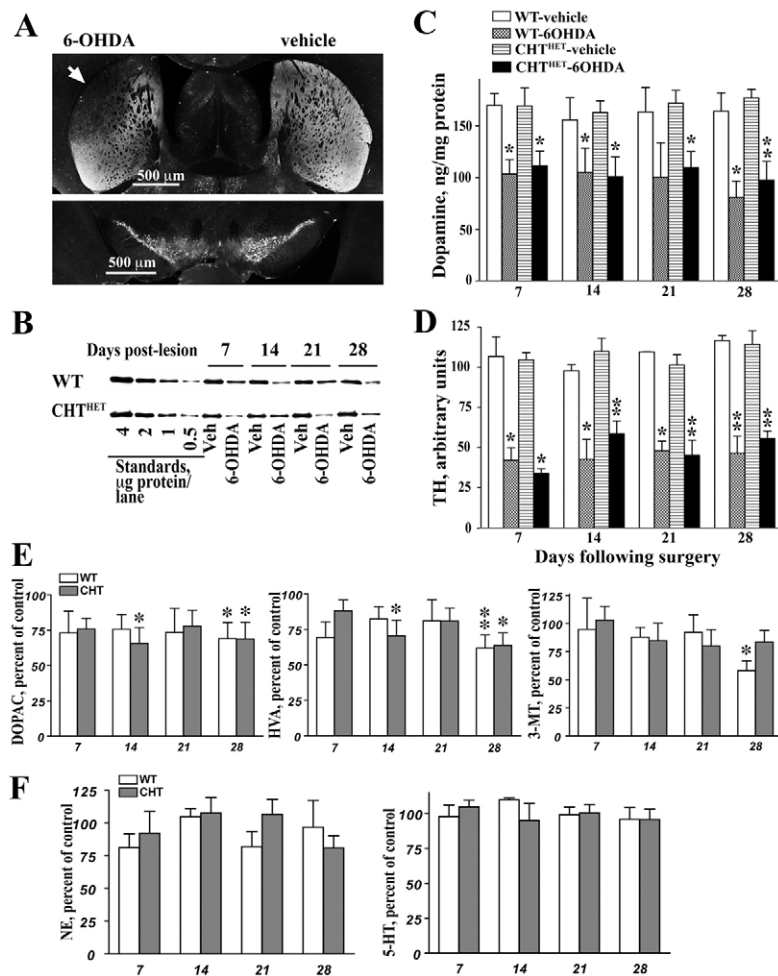 A
6-OHDA vehicle
500 µm
500 µm
B
Days post-lesion 7 14 21 28
WT
CHTHET
4 2 1 0.5 Veh 6-OHDA Veh 6-OHDA Veh 6-OHDA Veh 6-OHDA
Standards,
µg protein/
lane
C
WT-vehicle
WT-6OHDA
CHTHET-vehicle
CHTHET-6OHDA
Dopamine, ng/mg protein
150
100
50
0
* * * * * * **
7 14 21 28
D
TH, arbitrary units
125
100
75
50
25
0
* * * ** * ** ** **
7 14 21 28
Days following surgery
E
WT
CHT
DOPAC, percent of control
100
75
50
25
0
* * *
7 14 21 28
HVA, percent of control
100
75
50
25
0
* ** *
7 14 21 28
3-MT, percent of control
125
100
75
50
25
0
*
7 14 21 28
F
WT
CHT
NE, percent of control
125
100
75
50
25
0
7 14 21 28
5-HT, percent of control
100
75
50
25
0
7 14 21 28